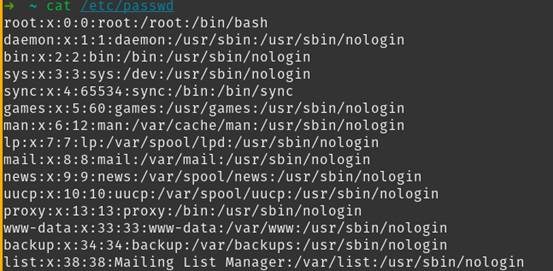 ➜ ~ cat /etc/passwd
root:x:0:0:root:/root:/bin/bash
daemon:x:1:1:daemon:/usr/sbin:/usr/sbin/nologin
bin:x:2:2:bin:/bin:/usr/sbin/nologin
sys:x:3:3:sys:/dev:/usr/sbin/nologin
sync:x:4:65534:sync:/bin:/bin/sync
games:x:5:60:games:/usr/games:/usr/sbin/nologin
man:x:6:12:man:/var/cache/man:/usr/sbin/nologin
lp:x:7:7:lp:/var/spool/lpd:/usr/sbin/nologin
mail:x:8:8:mail:/var/mail:/usr/sbin/nologin
news:x:9:9:news:/var/spool/news:/usr/sbin/nologin
uucp:x:10:10:uucp:/var/spool/uucp:/usr/sbin/nologin
proxy:x:13:13:proxy:/bin:/usr/sbin/nologin
www-data:x:33:33:www-data:/var/www:/usr/sbin/nologin
backup:x:34:34:backup:/var/backups:/usr/sbin/nologin
list:x:38:38:Mailing List Manager:/var/list:/usr/sbin/nologin